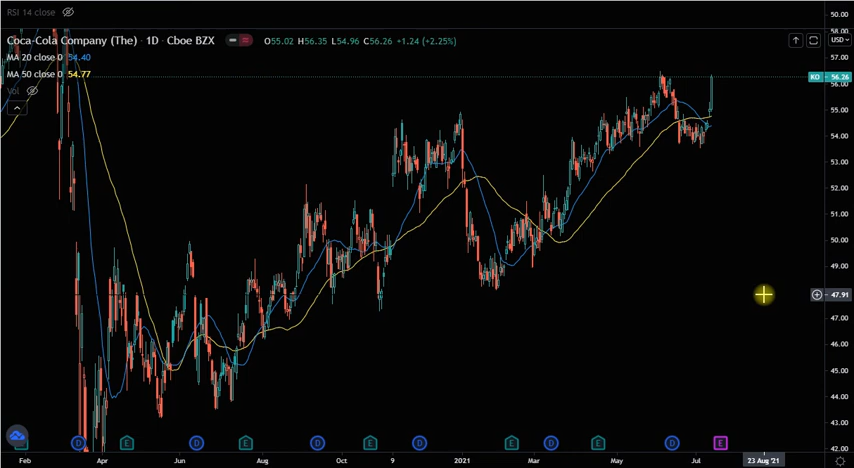 RSI 14 close
Coca-Cola Company (The) · 1D · Cboe BZX O55.02 H56.35 L54.96 C56.26 +1.24 (+2.25%)
MA 20 close 0 54.40
MA 50 close 0 54.77
Vol
50.00
58.00
USD
57.00
KO 56.26
56.00
55.00
54.00
53.00
52.00
51.00
50.00
49.00
47.91
47.00
46.00
45.00
44.00
43.00
42.00
D E D E D E D E D E D E
Feb Apr Jun Aug Oct 9 2021 Mar May Jul 23 Aug '21